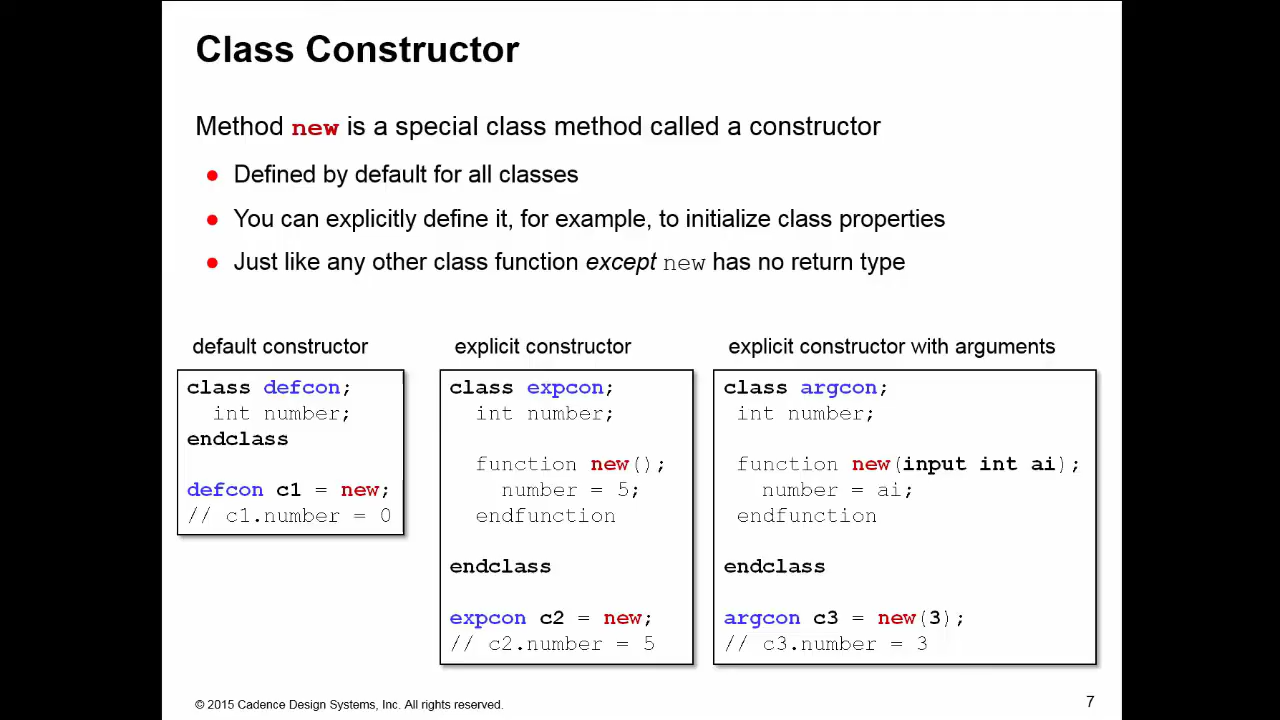 Class Constructor
Method new is a special class method called a constructor
● Defined by default for all classes
● You can explicitly define it, for example, to initialize class properties
● Just like any other class function except new has no return type
default constructor
class defcon;
  int number;
endclass

defcon c1 = new;
// c1.number = 0
explicit constructor
class expcon;
  int number;

  function new();
    number = 5;
  endfunction

endclass

expcon c2 = new;
// c2.number = 5
explicit constructor with arguments
class argcon;
 int number;

 function new(input int ai);
   number = ai;
 endfunction

endclass

argcon c3 = new(3);
// c3.number = 3
© 2015 Cadence Design Systems, Inc. All rights reserved.
7